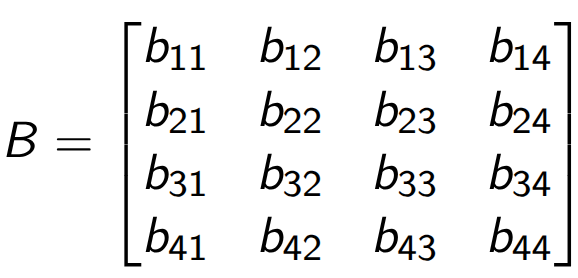 b₁₁ b₁₂ b₁₃ b₁₄
b₂₁ b₂₂ b₂₃ b₂₄
B =
b₃₁ b₃₂ b₃₃ b₃₄
b₄₁ b₄₂ b₄₃ b₄₄